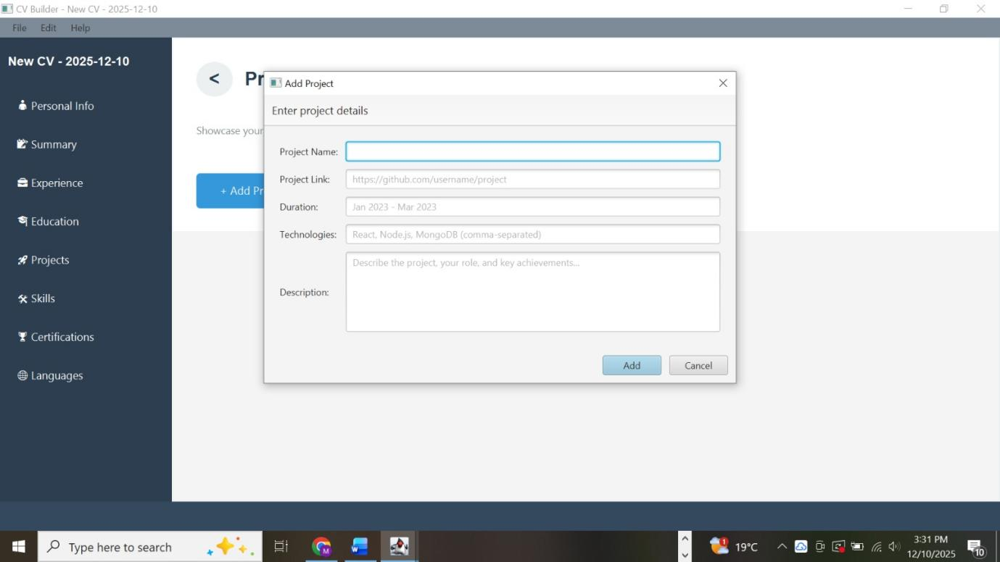 CV Builder - New CV - 2025-12-10
File Edit Help
New CV - 2025-12-10
Personal Info
Summary
Experience
Education
Projects
Skills
Certifications
Languages
<
Showcase your
+ Add Pr
Add Project
Enter project details
Project Name:
Project Link: https://github.com/username/project
Duration: Jan 2023 - Mar 2023
Technologies: React, Node.js, MongoDB (comma-separated)
Description: Describe the project, your role, and key achievements...
Add Cancel
Type here to search
1
19°C
3:31 PM
12/10/2025
10